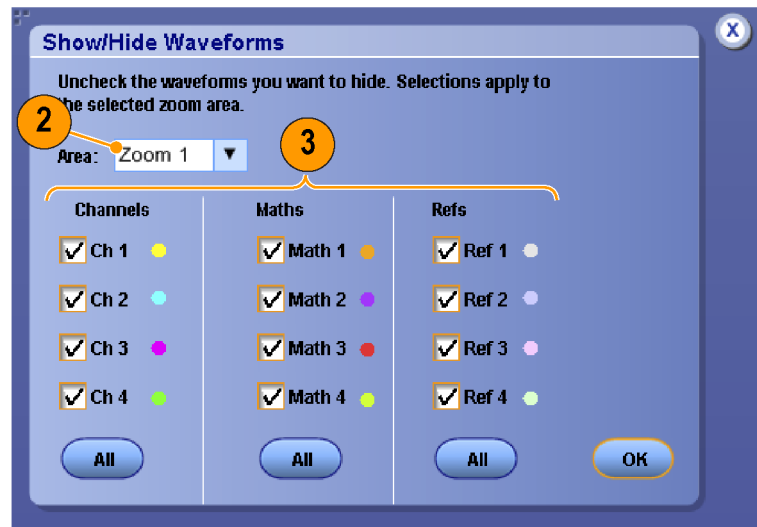 Show/Hide Waveforms
X
Uncheck the waveforms you want to hide. Selections apply to
the selected zoom area.
2
3
Area: Zoom 1
Channels Maths Refs
Ch 1 Math 1 Ref 1
Ch 2 Math 2 Ref 2
Ch 3 Math 3 Ref 3
Ch 4 Math 4 Ref 4
All All All OK